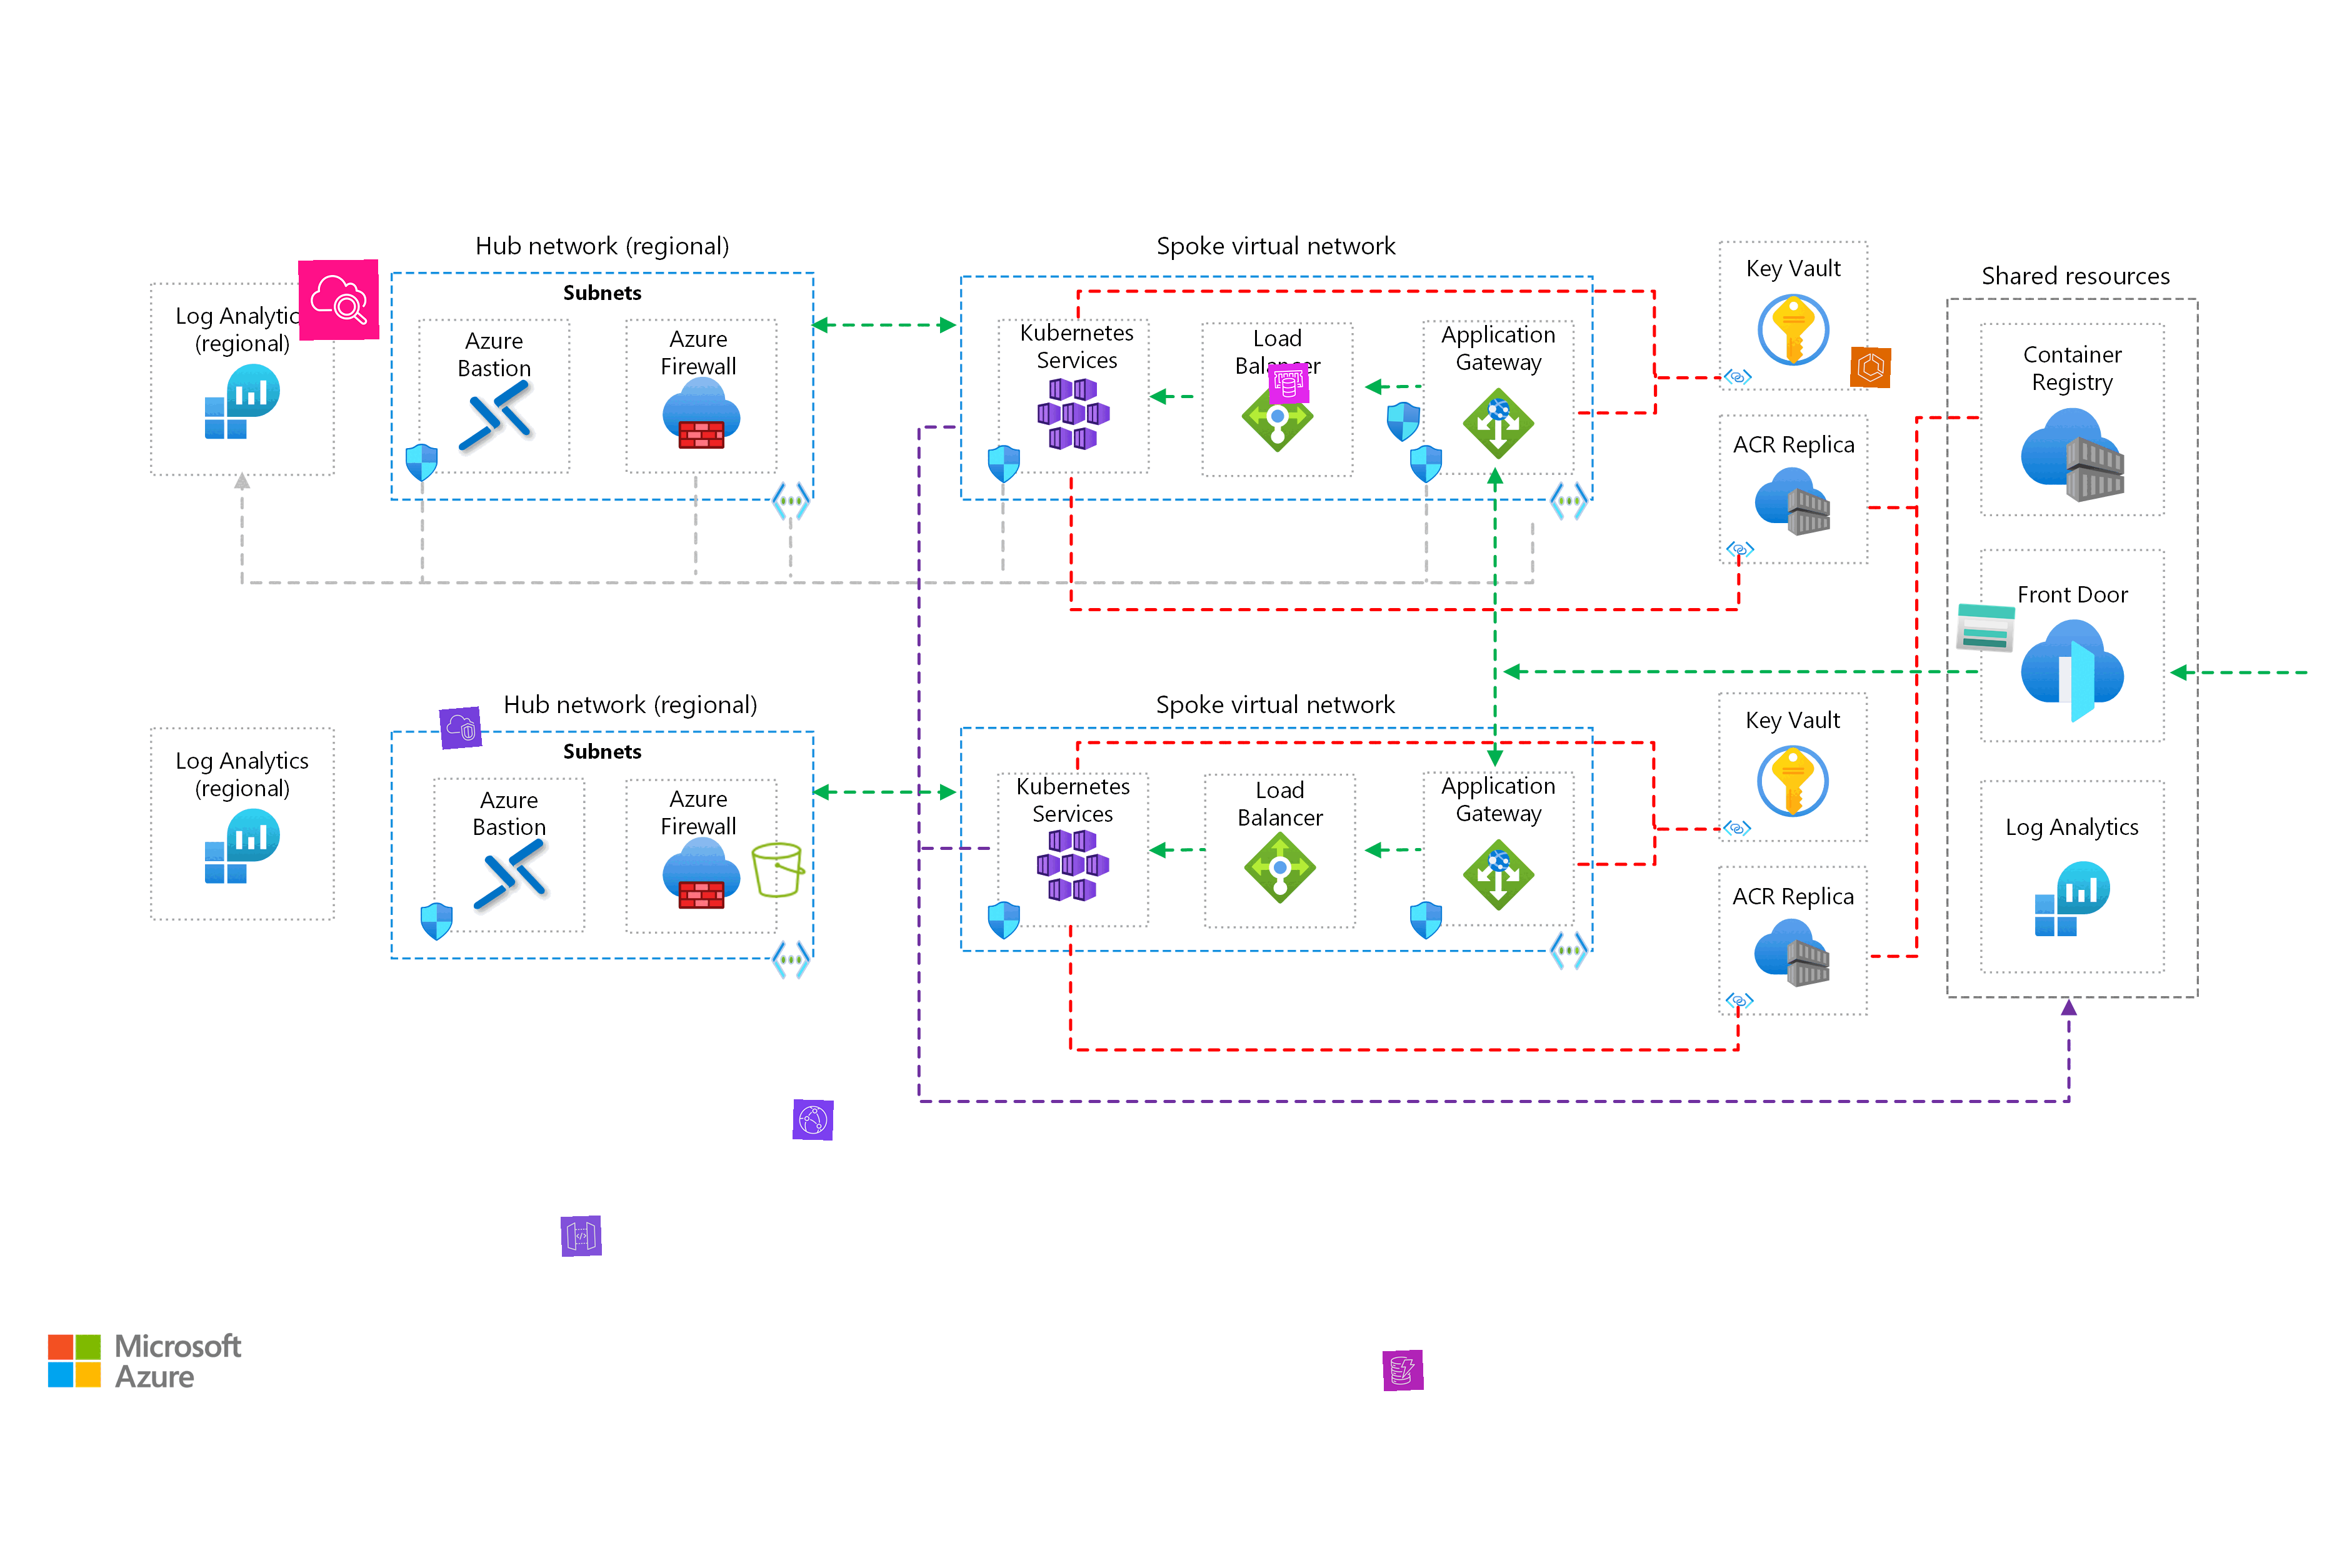 Hub network (regional)
Spoke virtual network
Shared resources
Subnets
Log Analytic
(regional)
Azure
Bastion
Azure
Firewall
Kubernetes
Services
Load
Balancer
Application
Gateway
Key Vault
ACR Replica
Container
Registry
Front Door
Hub network (regional)
Spoke virtual network
Subnets
Log Analytics
(regional)
Azure
Bastion
Azure
Firewall
Kubernetes
Services
Load
Balancer
Application
Gateway
Key Vault
ACR Replica
Log Analytics
Microsoft
Azure